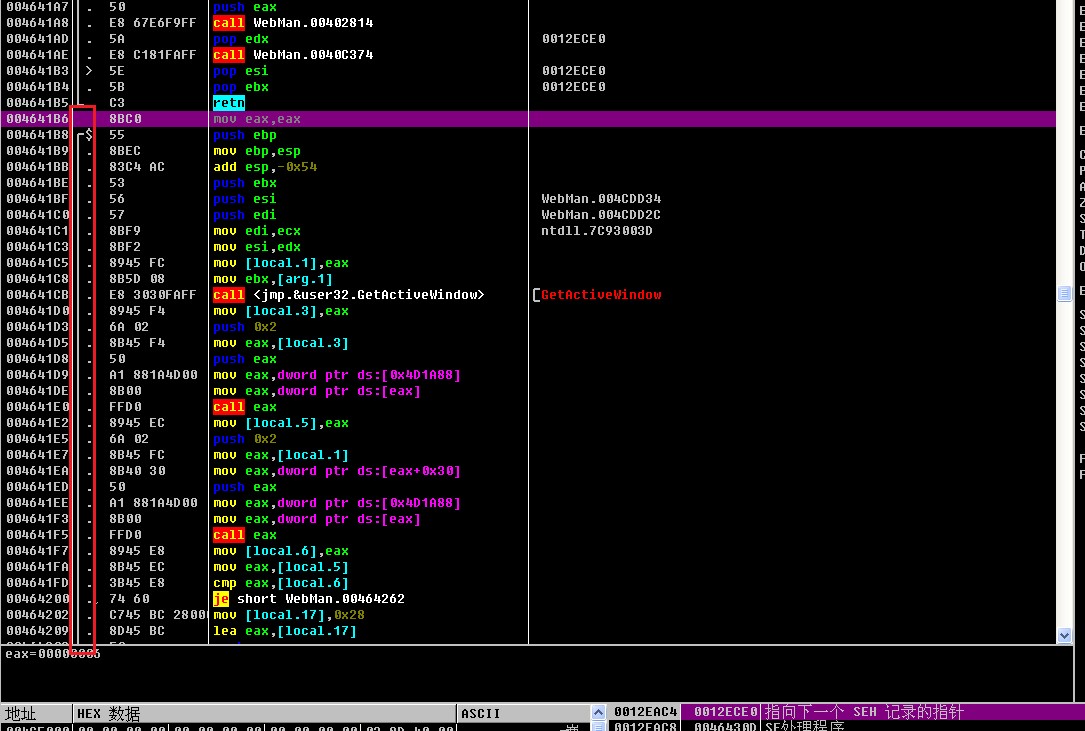 004641A7 . 50 push eax
004641A8 . E8 67E6F9FF call WebMan.00402814
004641AD . 5A pop edx 0012ECE0
004641AE . E8 C181FAFF call WebMan.0040C374
004641B3 > 5E pop esi 0012ECE0
004641B4 . 5B pop ebx 0012ECE0
004641B5 . C3 retn
004641B6 8BC0 mov eax,eax
004641B8 $ 55 push ebp
004641B9 . 8BEC mov ebp,esp
004641BB . 83C4 AC add esp,-0x54
004641BE . 53 push ebx
004641BF . 56 push esi WebMan.004CDD34
004641C0 . 57 push edi WebMan.004CDD2C
004641C1 . 8BF9 mov edi,ecx ntdll.7C93003D
004641C3 . 8BF2 mov esi,edx
004641C5 . 8945 FC mov [local.1],eax
004641C8 . 8B5D 08 mov ebx,[arg.1]
004641CB . E8 3030FAFF call <jmp.&user32.GetActiveWindow> [GetActiveWindow
004641D0 . 8945 F4 mov [local.3],eax
004641D3 . 6A 02 push 0x2
004641D5 . 8B45 F4 mov eax,[local.3]
004641D8 . 50 push eax
004641D9 . A1 881A4D00 mov eax,dword ptr ds:[0x4D1A88]
004641DE . 8B00 mov eax,dword ptr ds:[eax]
004641E0 . FFD0 call eax
004641E2 . 8945 EC mov [local.5],eax
004641E5 . 6A 02 push 0x2
004641E7 . 8B45 FC mov eax,[local.1]
004641EA . 8B40 30 mov eax,dword ptr ds:[eax+0x30]
004641ED . 50 push eax
004641EE . A1 881A4D00 mov eax,dword ptr ds:[0x4D1A88]
004641F3 . 8B00 mov eax,dword ptr ds:[eax]
004641F5 . FFD0 call eax
004641F7 . 8945 E8 mov [local.6],eax
004641FA . 8B45 EC mov eax,[local.5]
004641FD . 3B45 E8 cmp eax,[local.6]
00464200 . 74 60 je short WebMan.00464262
00464202 . C745 BC 2800 mov [local.17],0x28
00464209 . 8D45 BC lea eax,[local.17]
地址 HEX 数据 ASCII
0012EAC4 0012ECE0 指向下一个 SEH 记录的指针
0012EAC8 0046430D SE处理程序